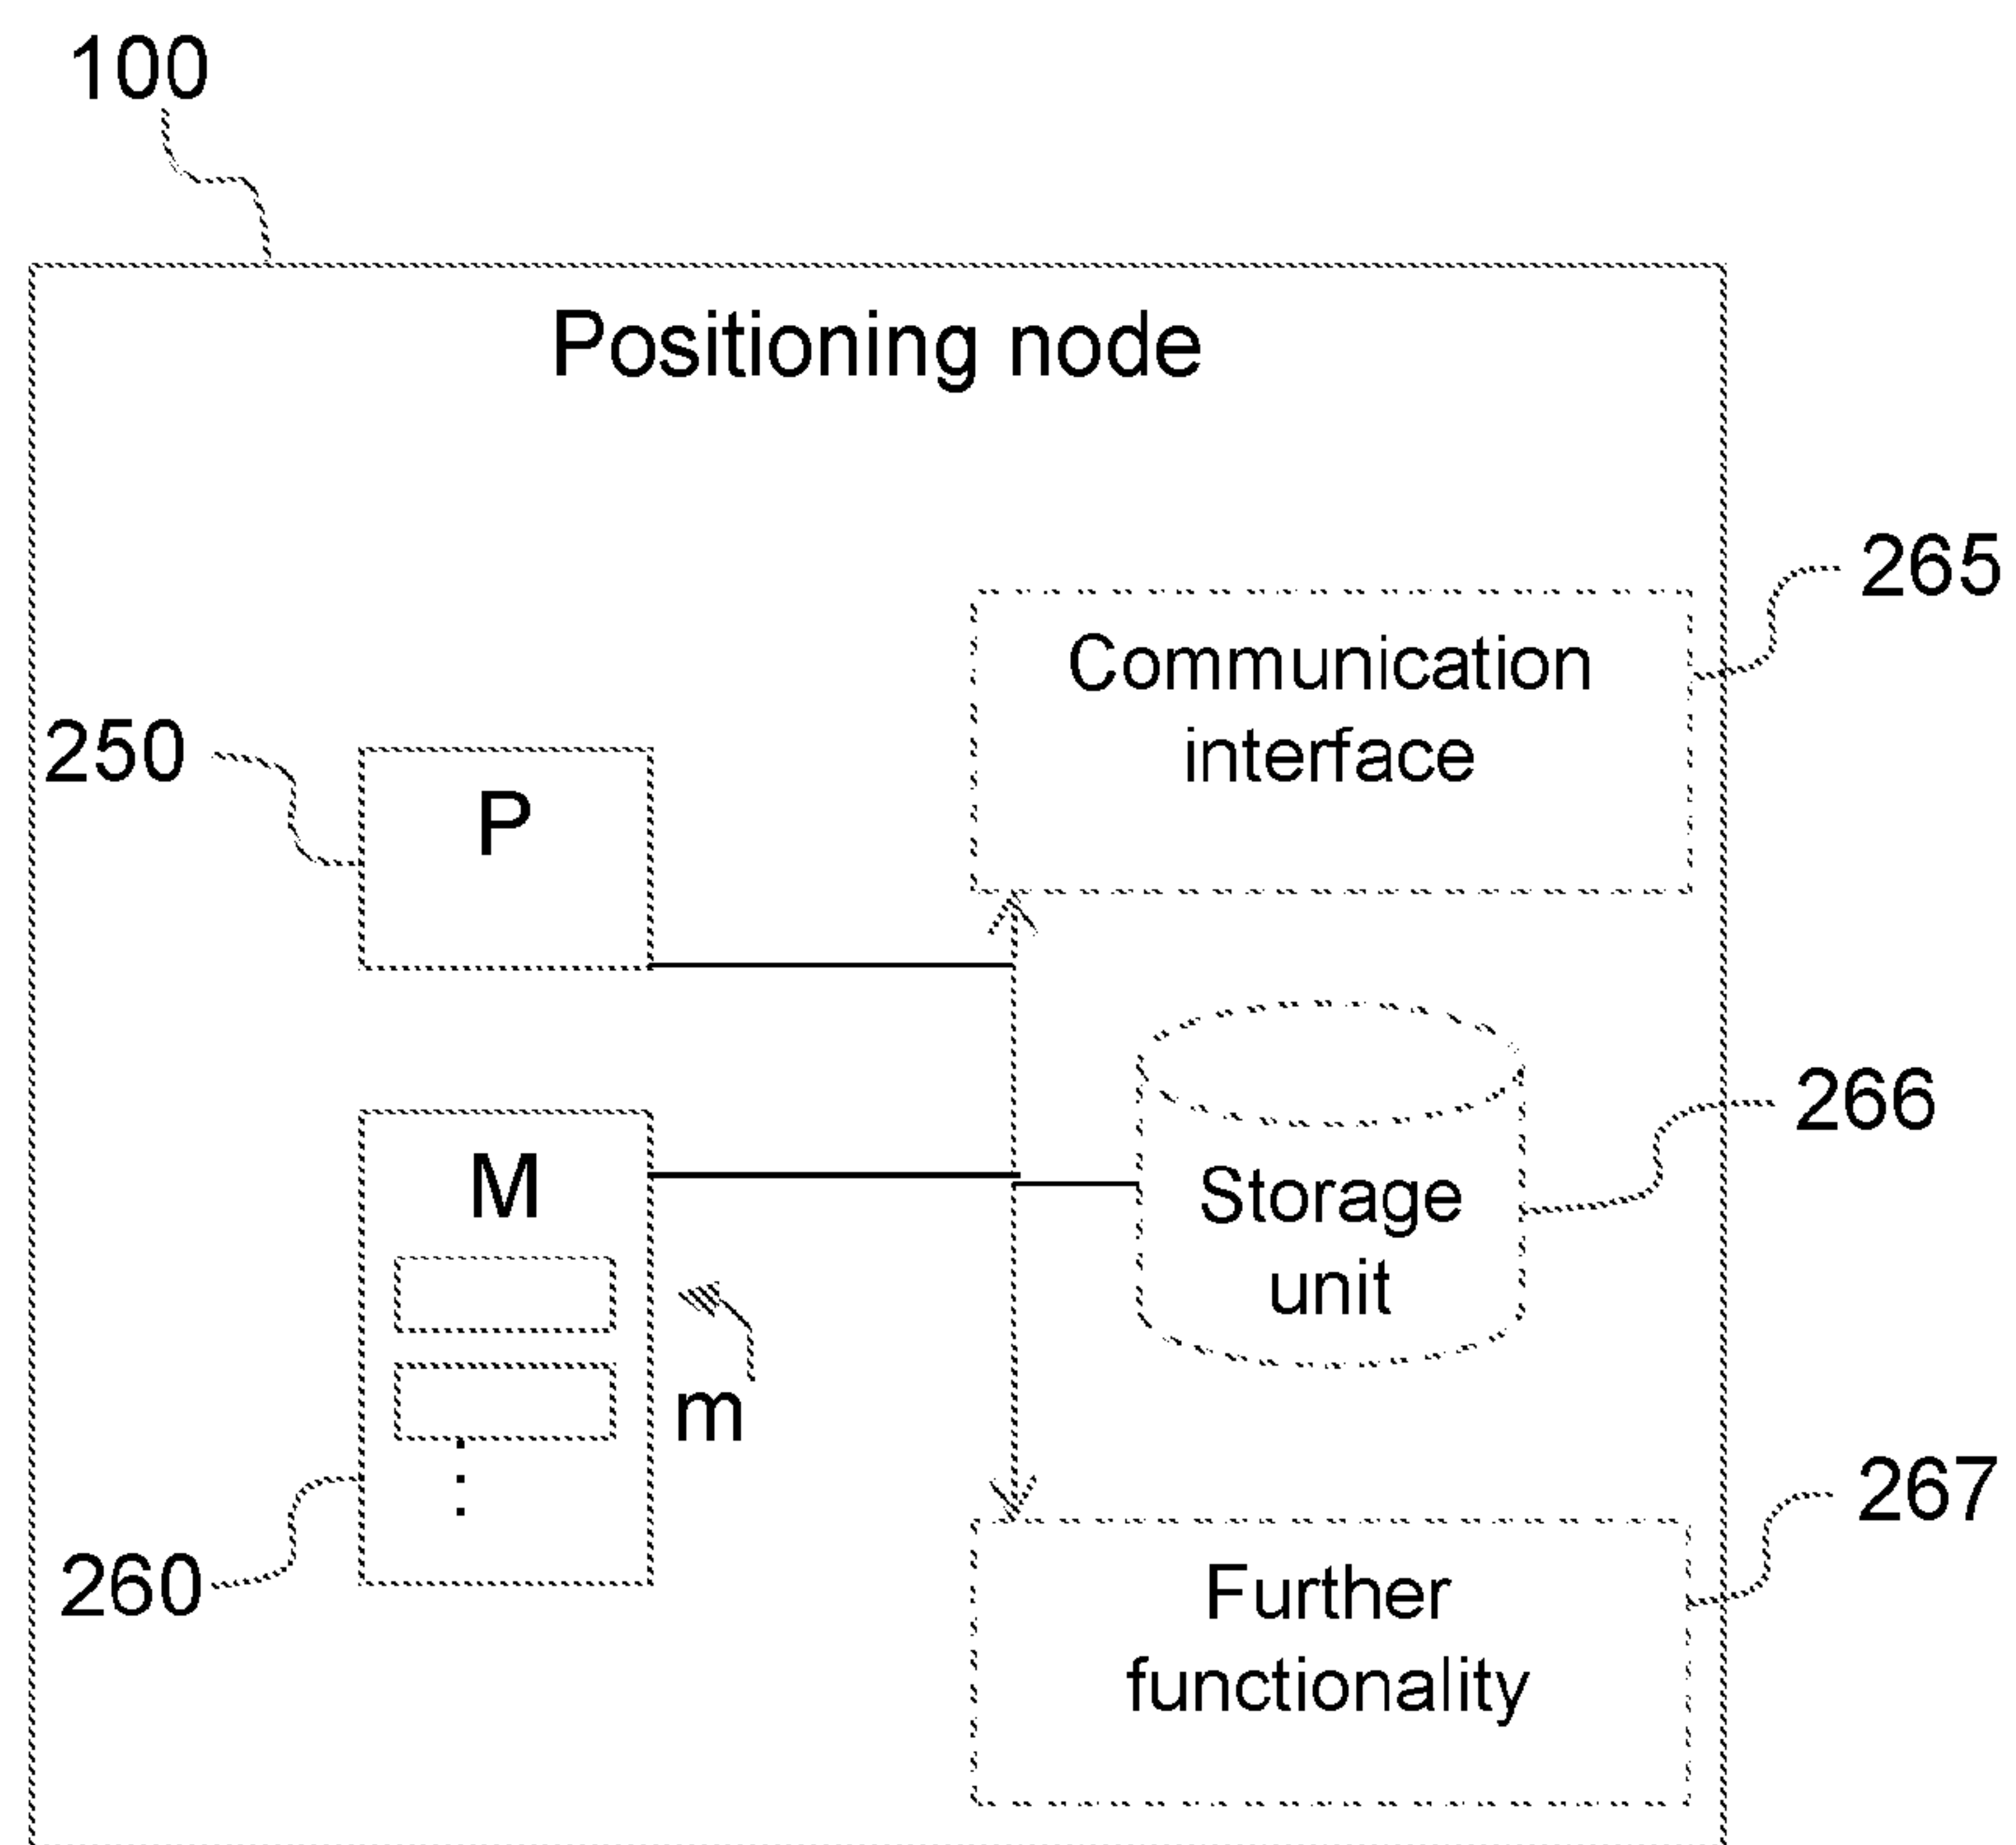 100
Positioning node
265
Communication
interface
250
P
266
M
Storage
unit
m
267
260
Further
functionality